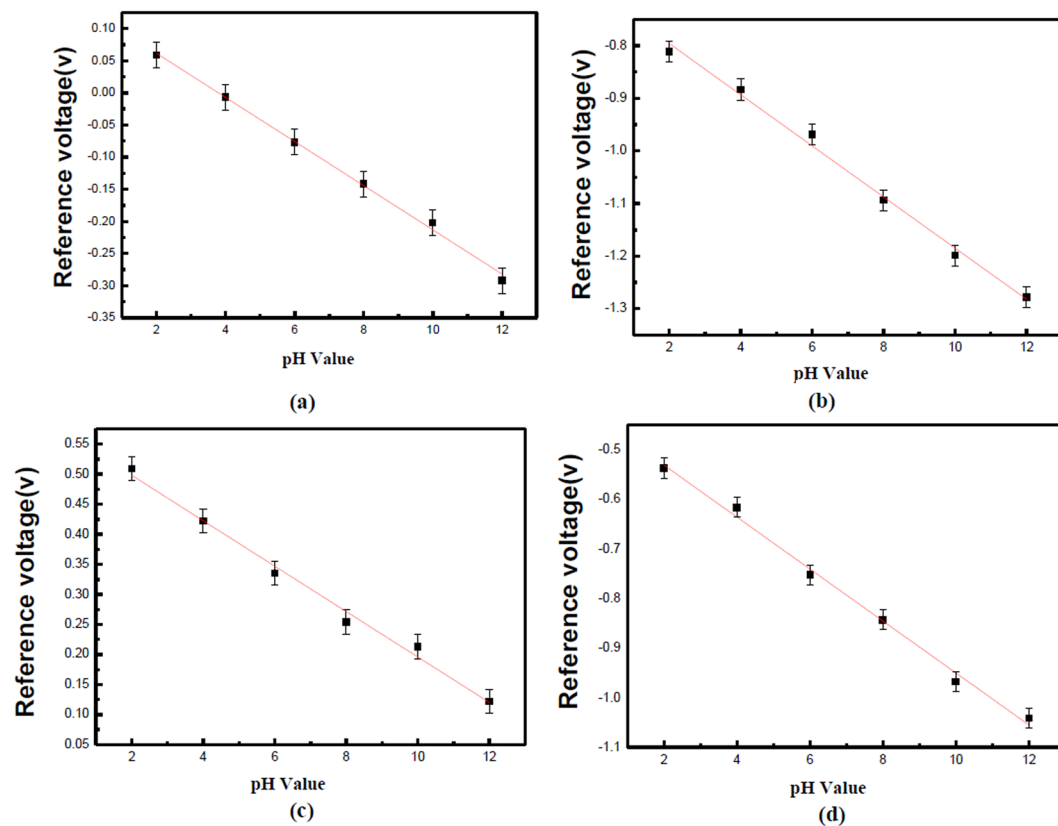 Reference voltage(v)
0.10
0.05
0.00
-0.05
-0.10
-0.15
-0.20
-0.25
-0.30
-0.35
2 4 6 8 10 12
pH Value
(a)
Reference voltage(v)
-0.8
-0.9
-1.0
-1.1
-1.2
-1.3
2 4 6 8 10 12
pH Value
(b)
Reference voltage(v)
0.55
0.50
0.45
0.40
0.35
0.30
0.25
0.20
0.15
0.10
0.05
2 4 6 8 10 12
pH Value
(c)
Reference voltage(v)
-0.5
-0.6
-0.7
-0.8
-0.9
-1.0
-1.1
2 4 6 8 10 12
pH Value
(d)